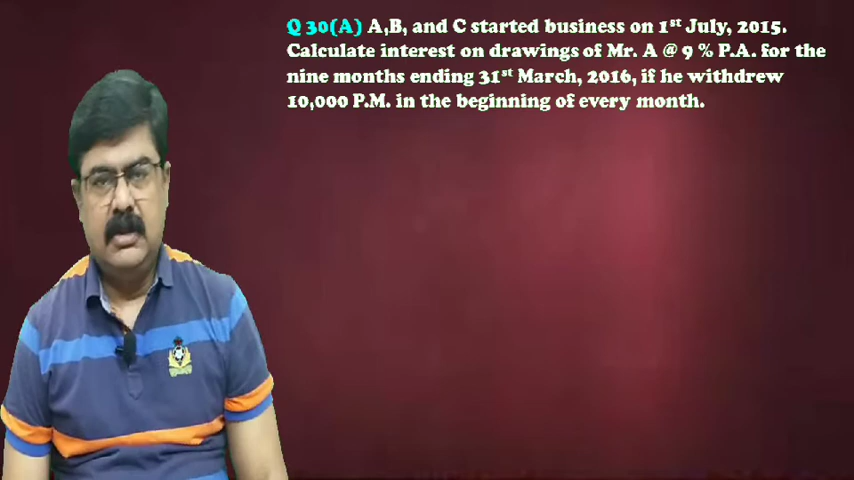 Q 30(A) A,B, and C started business on 1st July, 2015.
Calculate interest on drawings of Mr. A @ 9 % P.A. for the
nine months ending 31st March, 2016, if he withdrew
10,000 P.M. in the beginning of every month.